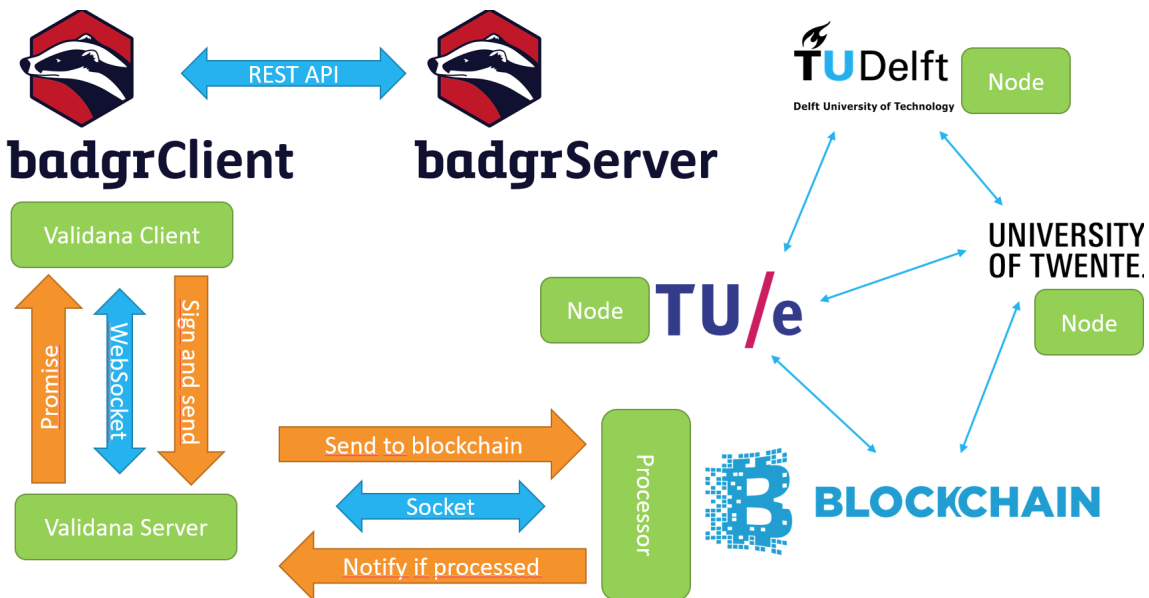 REST API
TUDelft
Delft University of Technology
Node
badgrClient
badgrServer
Validana Client
UNIVERSITY
OF TWENTE.
Node
Node
TU/e
Promise
WebSocket
Sign and send
Send to blockchain
Socket
Notify if processed
Processor
B
BLOCKCHAIN
Validana Server